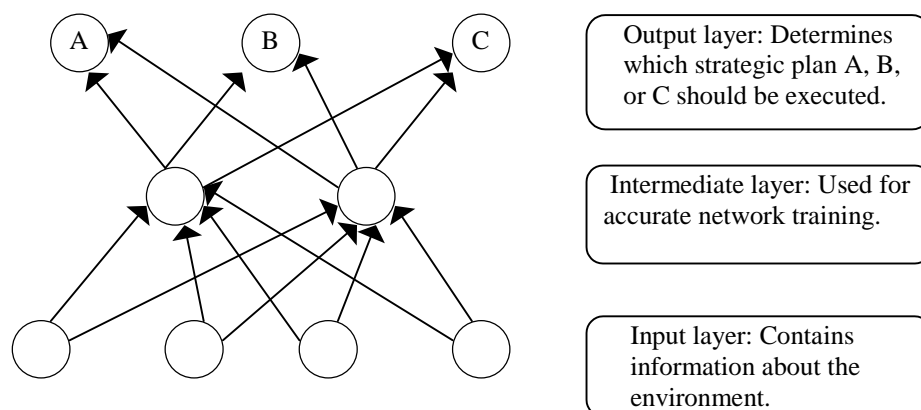 A
B
C
Output layer: Determines
which strategic plan A, B,
or C should be executed.
Intermediate layer: Used for
accurate network training.
Input layer: Contains
information about the
environment.